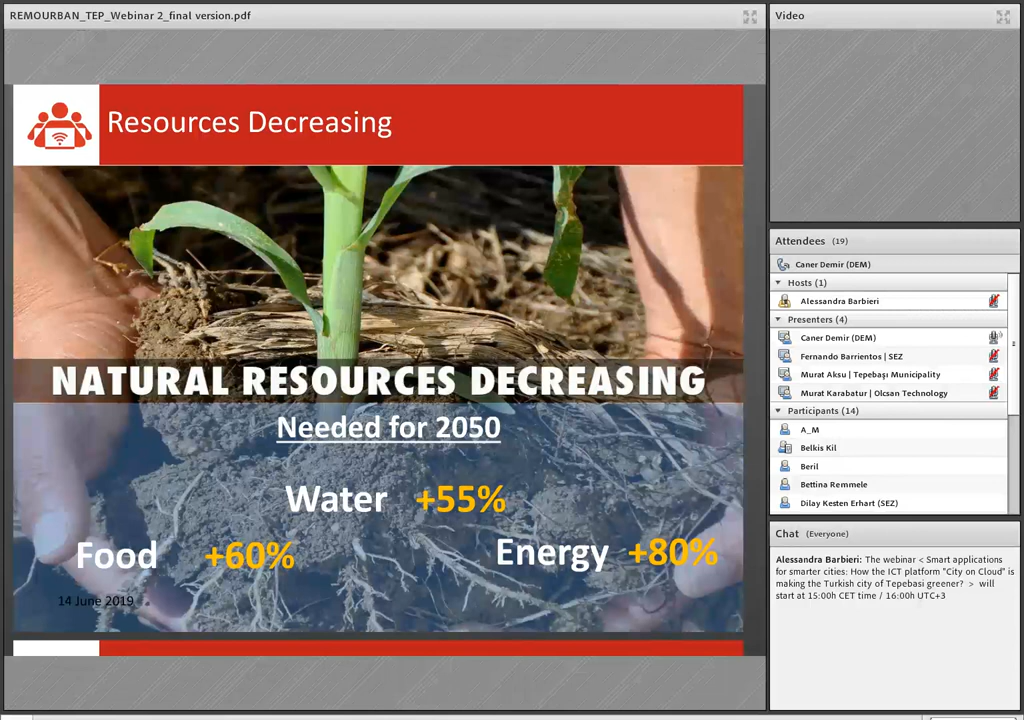 REMOURBAN_TEP_Webinar 2_final version.pdf
Resources Decreasing
NATURAL RESOURCES DECREASING
Needed for 2050
Water +55%
Food +60%
Energy +80%
14 June 2019
Video
Attendees (19)
Caner Demir (DEM)
Hosts (1)
Alessandra Barbieri
Presenters (4)
Caner Demir (DEM)
Fernando Barrientos | SEZ
Murat Aksu | Tepebaşı Municipality
Murat Karabatur | Olcsan Technology
Participants (14)
A_M
Belkis Kil
Beril
Bettina Remmele
Dilay Kesten Erhart (SEZ)
Chat (Everyone)
Alessandra Barbieri: The webinar < Smart applications
for smarter cities: How the ICT platform "City on Cloud" is
making the Turkish city of Tepebasi greener? > will
start at 15:00h CET time / 16:00h UTC+3